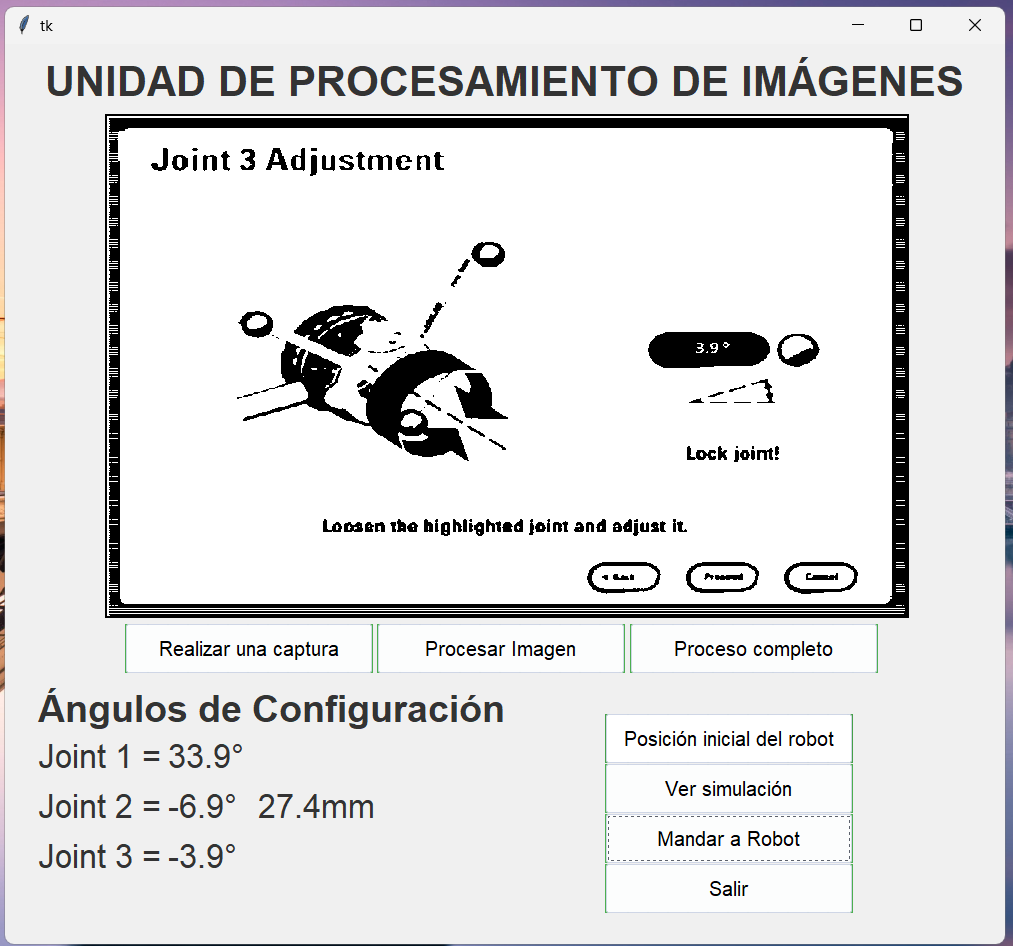 tk
UNIDAD DE PROCESAMIENTO DE IMÁGENES
Joint 3 Adjustment
3.9°
Lock joint!
Loosen the highlighted joint and adjust it.
Proceed
Cancel
Realizar una captura
Procesar Imagen
Proceso completo
Ángulos de Configuración
Joint 1 = 33.9°
Joint 2 = -6.9° 27.4mm
Joint 3 = -3.9°
Posición inicial del robot
Ver simulación
Mandar a Robot
Salir